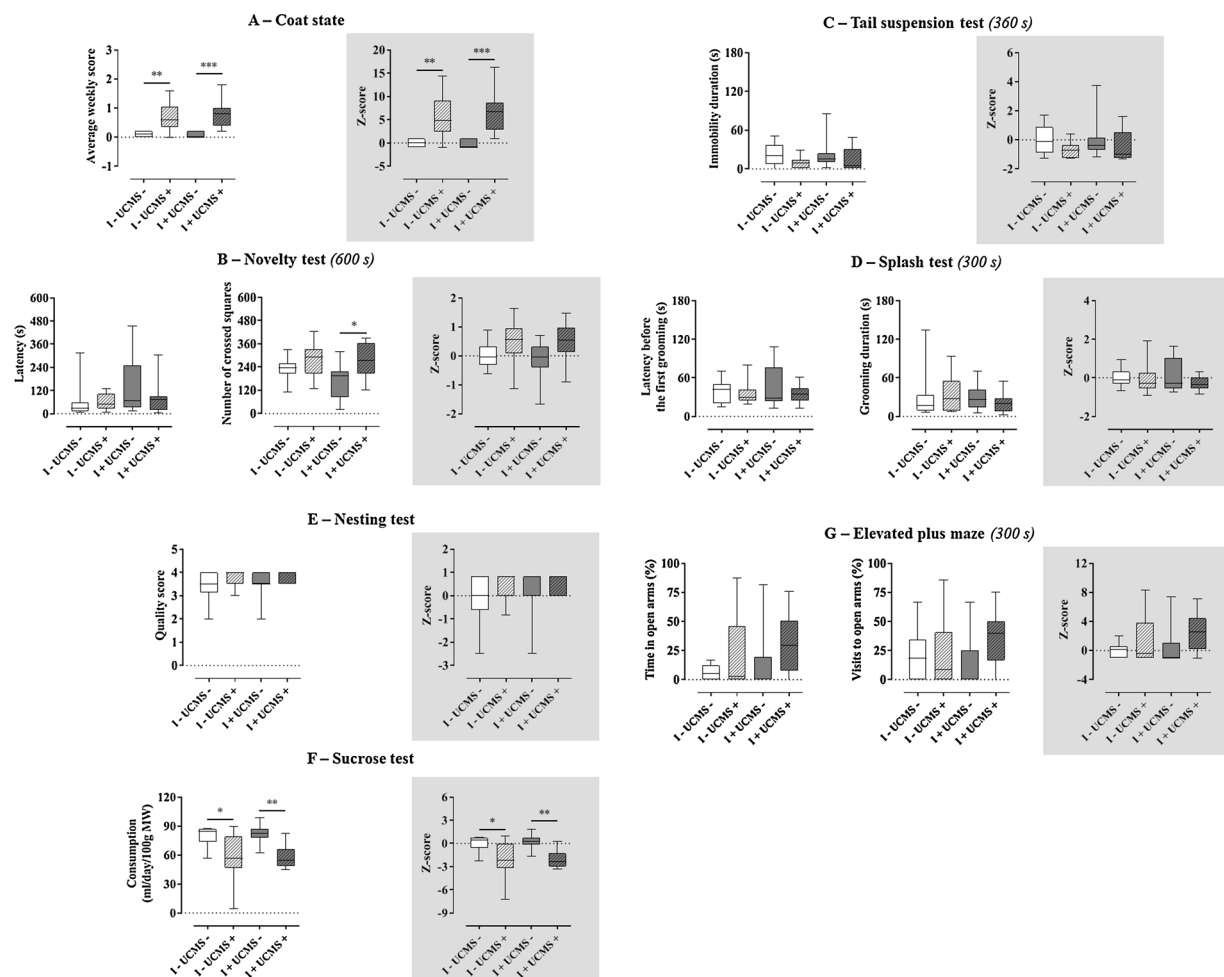 A – Coat state
Average weekly score
3
2
1
0
-1
**
***
I - UCMS -
I - UCMS +
I + UCMS -
I + UCMS +
Z-score
20
15
10
5
0
-5
**
***
I - UCMS -
I - UCMS +
I + UCMS -
I + UCMS +
C – Tail suspension test (360 s)
Immobility duration (s)
180
120
60
0
I - UCMS -
I - UCMS +
I + UCMS -
I + UCMS +
Z-score
6
4
2
0
-2
I - UCMS -
I - UCMS +
I + UCMS -
I + UCMS +
B – Novelty test (600 s)
Latency (s)
600
480
360
240
120
0
I - UCMS -
I - UCMS +
I + UCMS -
I + UCMS +
Number of crossed squares
600
480
360
240
120
0
*
I - UCMS -
I - UCMS +
I + UCMS -
I + UCMS +
Z-score
2
1
0
1
2
I - UCMS -
I - UCMS +
I + UCMS -
I + UCMS +
D – Splash test (300 s)
Latency before
the first grooming (s)
180
120
60
0
I - UCMS -
I - UCMS +
I + UCMS -
I + UCMS +
Grooming duration (s)
180
120
60
0
I - UCMS -
I - UCMS +
I + UCMS -
I + UCMS +
Z-score
4
2
0
-2
I - UCMS -
I - UCMS +
I + UCMS -
I + UCMS +
E – Nesting test
Quality score
5
4
3
2
1
0
I - UCMS -
I - UCMS +
I + UCMS -
I + UCMS +
Z-score
2
1
0
-1
-2
-3
I - UCMS -
I - UCMS +
I + UCMS -
I + UCMS +
G – Elevated plus maze (300 s)
Time in open arms (%)
100
75
50
25
0
I - UCMS -
I - UCMS +
I + UCMS -
I + UCMS +
Visits to open arms (%)
100
75
50
25
0
I - UCMS -
I - UCMS +
I + UCMS -
I + UCMS +
Z-score
12
8
4
0
-4
I - UCMS -
I - UCMS +
I + UCMS -
I + UCMS +
F – Sucrose test
Consumption
(ml/day/100g MW)
120
90
60
30
0
*
**
I - UCMS -
I - UCMS +
I + UCMS -
I + UCMS +
Z-score
6
3
0
-3
-6
-9
*
**
I - UCMS -
I - UCMS +
I + UCMS -
I + UCMS +